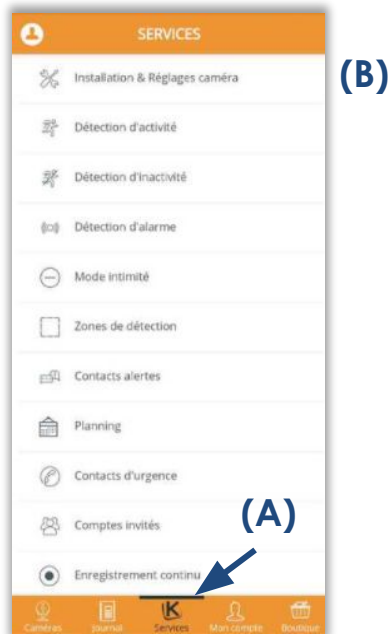 SERVICES
Installation & Réglages caméra
(B)
Détection d'activité
Détection d'inactivité
Détection d'alarme
Mode intimité
Zones de détection
Contacts alertes
Planning
Contacts d'urgence
(A)
Comptes invités
Enregistrement continu
K
Caméras Journal Services Mon compte Boutique